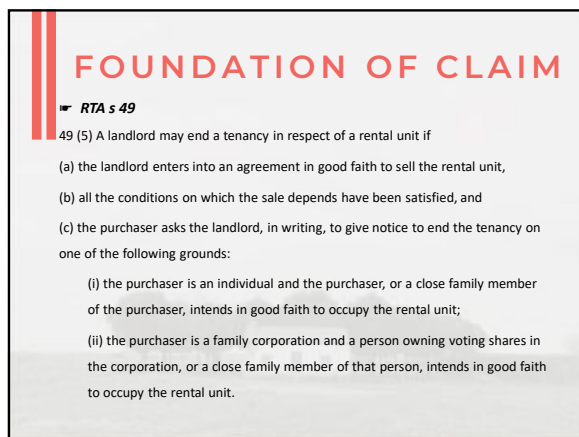 FOUNDATION OF CLAIM
☛ RTA s 49
49 (5) A landlord may end a tenancy in respect of a rental unit if
(a) the landlord enters into an agreement in good faith to sell the rental unit,
(b) all the conditions on which the sale depends have been satisfied, and
(c) the purchaser asks the landlord, in writing, to give notice to end the tenancy on
one of the following grounds:
(i) the purchaser is an individual and the purchaser, or a close family member
of the purchaser, intends in good faith to occupy the rental unit;
(ii) the purchaser is a family corporation and a person owning voting shares in
the corporation, or a close family member of that person, intends in good faith
to occupy the rental unit.